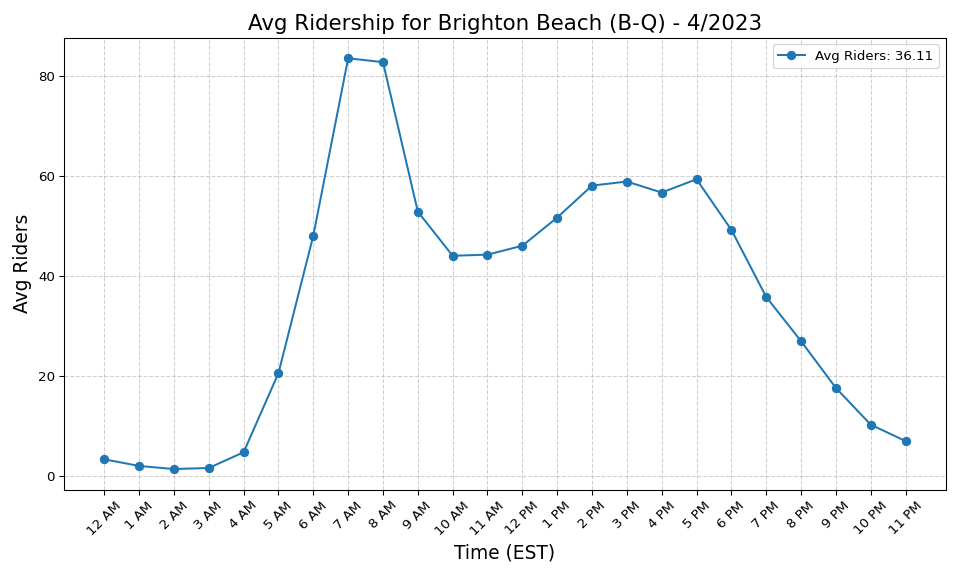 Avg Ridership for Brighton Beach (B-Q) - 4/2023
Avg Riders: 36.11
Avg Riders
80
60
40
20
0
12 AM
1 AM
2 AM
3 AM
4 AM
5 AM
6 AM
7 AM
8 AM
9 AM
10 AM
11 AM
12 PM
1 PM
2 PM
3 PM
4 PM
5 PM
6 PM
7 PM
8 PM
9 PM
10 PM
11 PM
Time (EST)